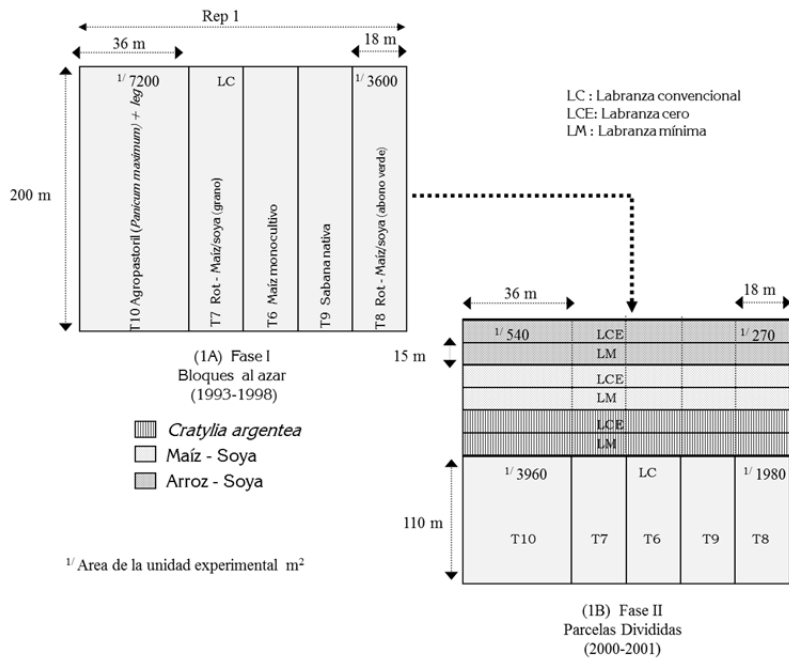 Rep 1
36 m
18 m
1/ 7200
LC
1/ 3600
200 m
T10 Agropastoril (Panicum maximum) + leg
T7 Rot - Maíz/soya (grano)
T6 Maíz monocultivo
T9 Sabana nativa
T8 Rot - Maíz/soya (abono verde)
(1A) Fase I
Bloques al azar
(1993-1998)
LC : Labranza convencional
LCE: Labranza cero
LM : Labranza mínima
Cratylia argentea
Maíz - Soya
Arroz - Soya
1/ Area de la unidad experimental m2
36 m
18 m
1/ 540
LCE
1/ 270
15 m
LM
LCE
LM
LCE
LM
1/ 3960
LC
1/ 1980
110 m
T10
T7
T6
T9
T8
(1B) Fase II
Parcelas Divididas
(2000-2001)